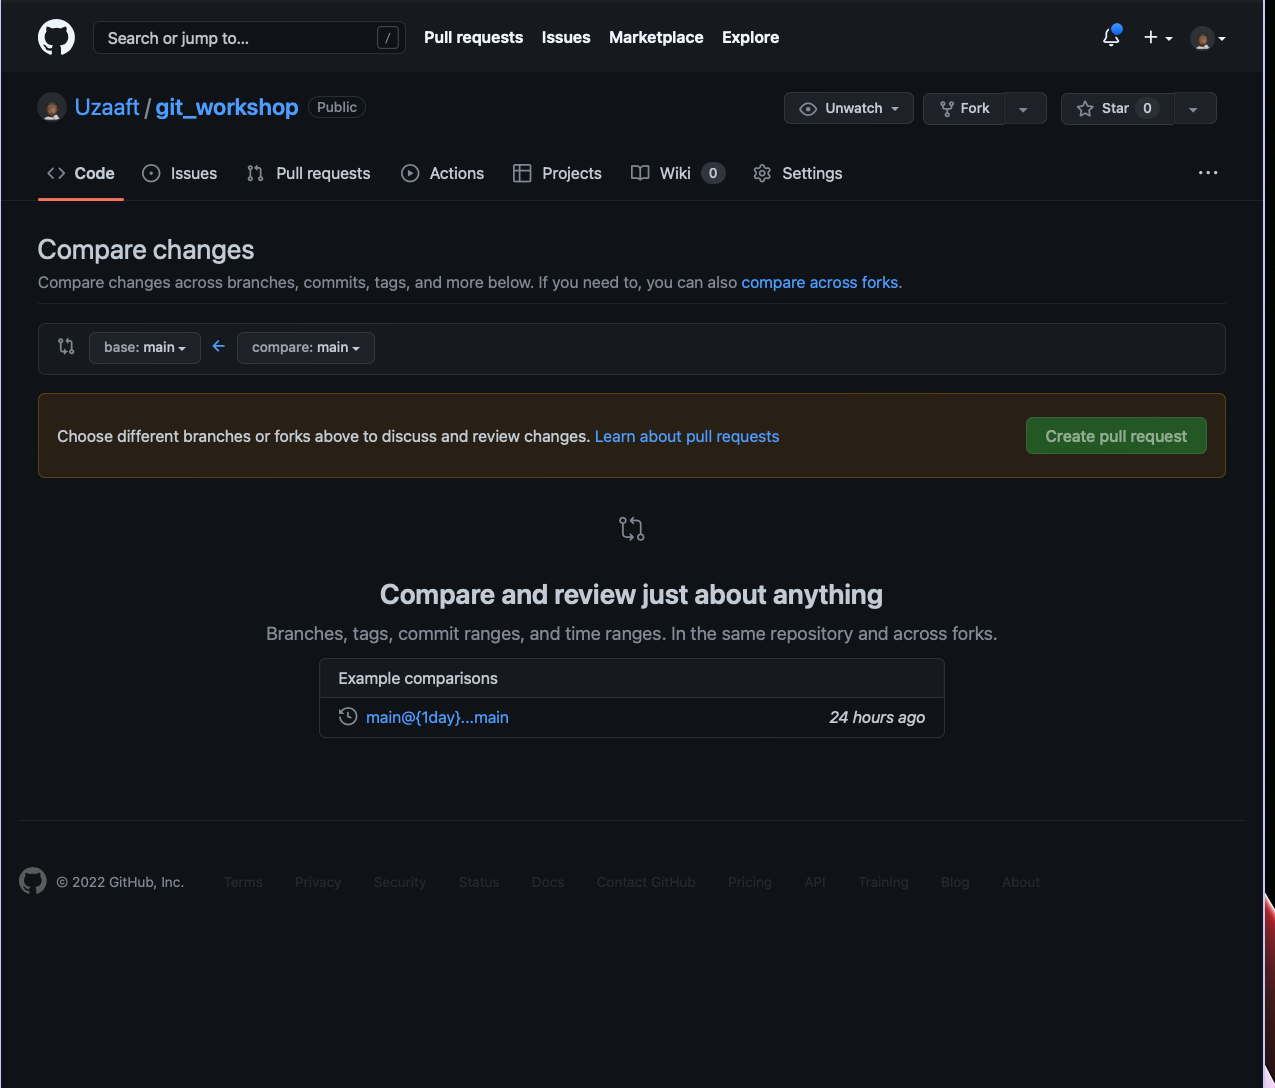 Search or jump to... / Pull requests Issues Marketplace Explore
Uzaaft / git_workshop Public Unwatch Fork Star 0
Code Issues Pull requests Actions Projects Wiki 0 Settings
Compare changes
Compare changes across branches, commits, tags, and more below. If you need to, you can also compare across forks.
base: main compare: main
Choose different branches or forks above to discuss and review changes. Learn about pull requests Create pull request
Compare and review just about anything
Branches, tags, commit ranges, and time ranges. In the same repository and across forks.
Example comparisons
main@{1day}...main 24 hours ago
© 2022 GitHub, Inc. Terms Privacy Security Status Docs Contact GitHub Pricing API Training Blog About